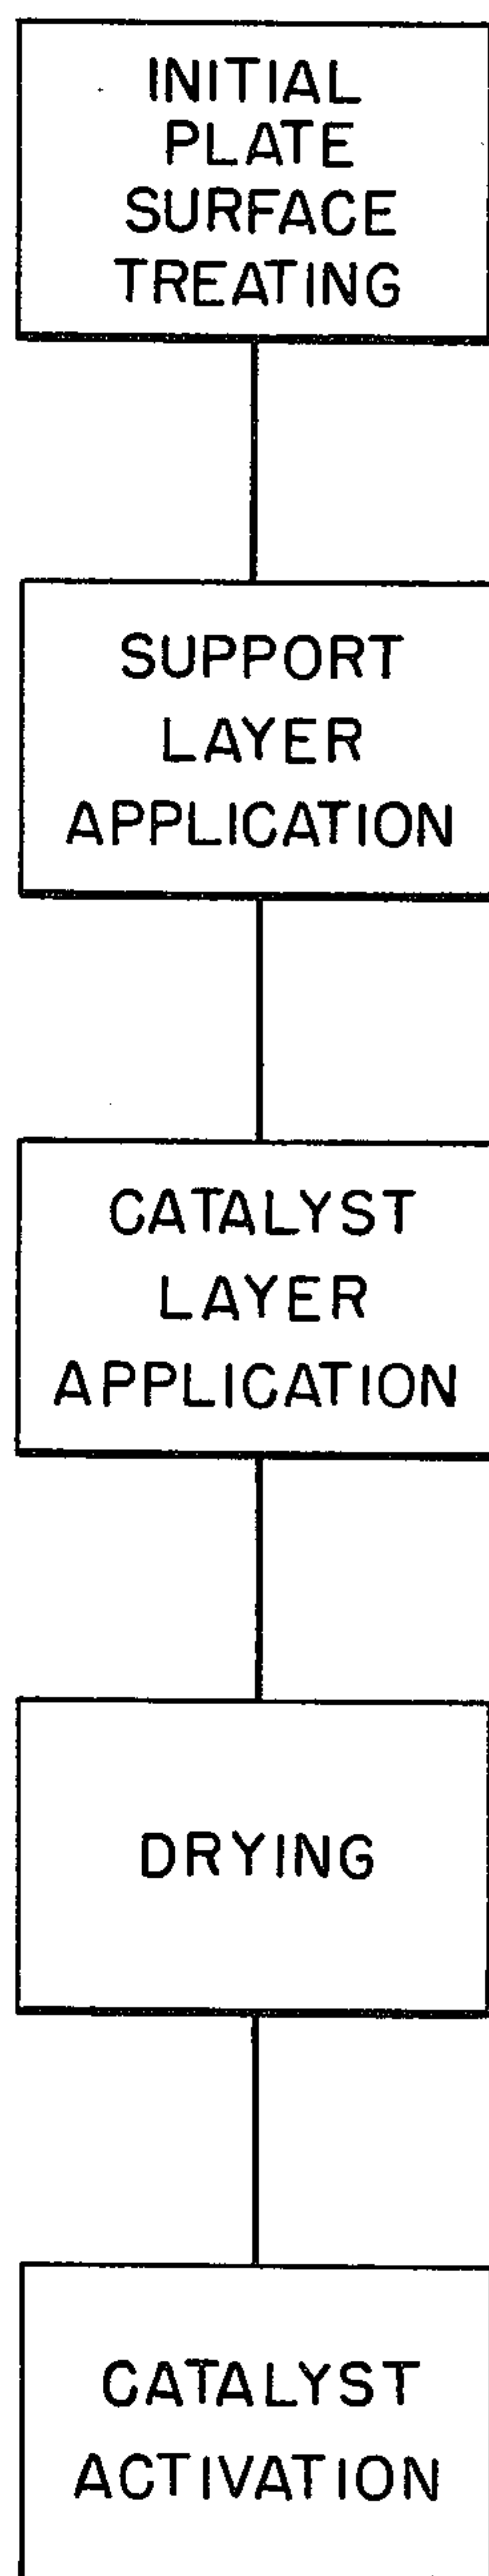 INITIAL
PLATE
SURFACE
TREATING
SUPPORT
LAYER
APPLICATION
CATALYST
LAYER
APPLICATION
DRYING
CATALYST
ACTIVATION